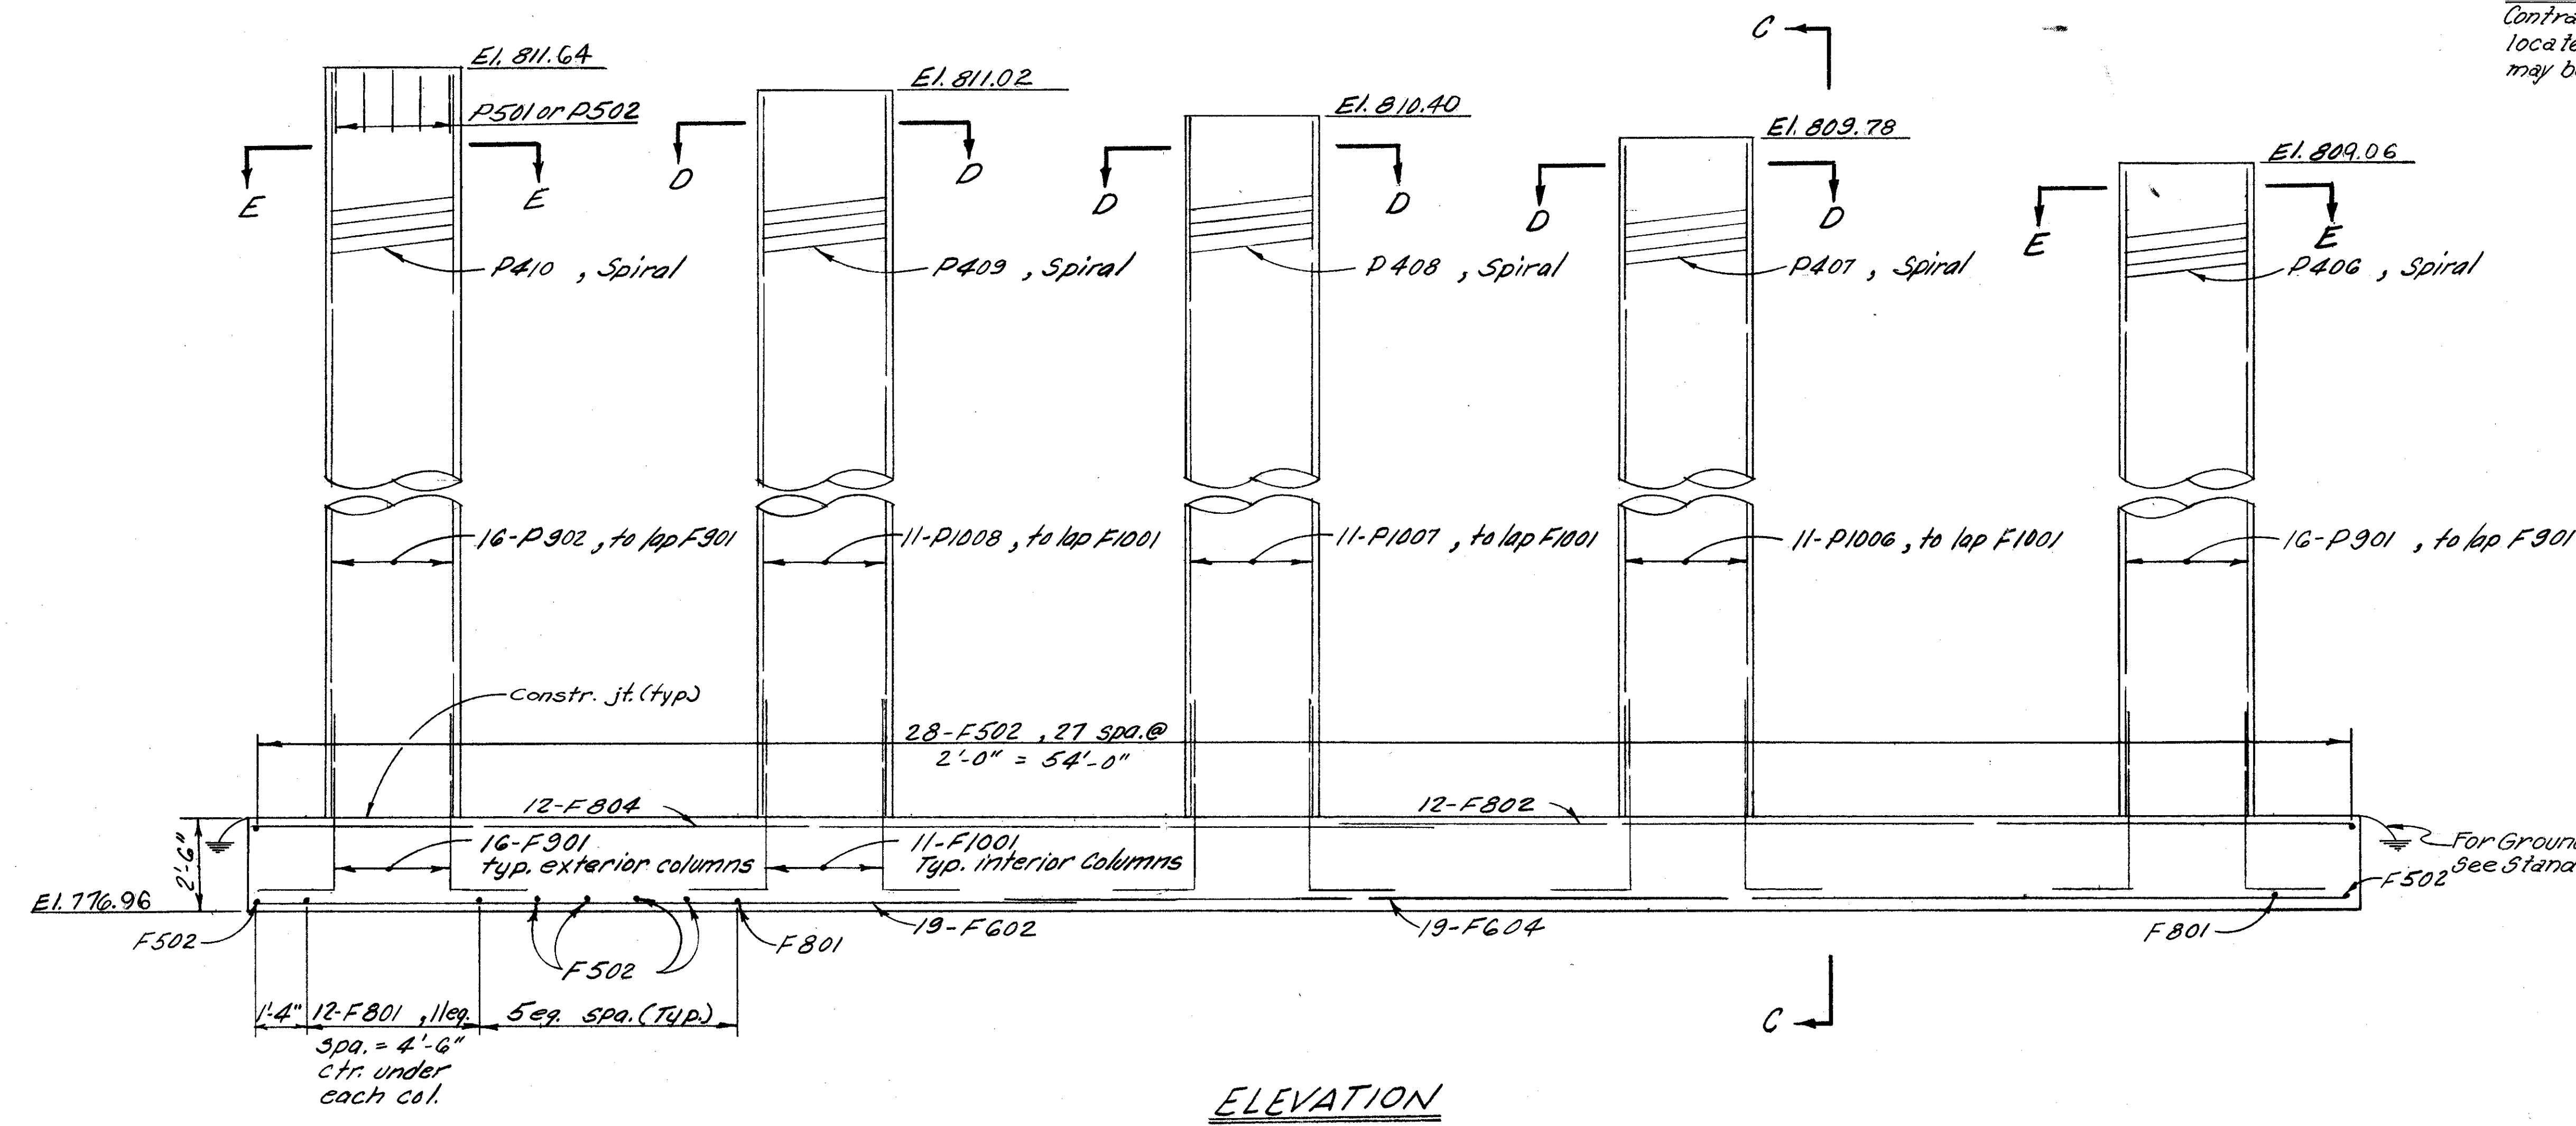 Contra
locate
may b
C
El. 811.64
El. 811.02
El. 810.40
El. 809.78
El. 809.06
P501 or P502
E E
D D
D D
D D
E E
P410 , Spiral
P409 , Spiral
P408 , Spiral
P407 , Spiral
P406 , Spiral
16-P902 , to lap F901
11-P1008 , to lap F1001
11-P1007 , to lap F1001
11-P1006 , to lap F1001
16-P901 , to lap F901
Constr. jt. (typ.)
28-F502 , 27 spa.@
2'-0" = 54'-0"
12-F804
12-F802
2'-6"
16-F901
typ. exterior columns
11-F1001
Typ. interior columns
For Groun
See Stand
El. 776.96
F502
F502
F801
19-F602
19-F604
F801
F502
1'-4"
12-F801 , 11eq.
spa. = 4'-6"
ctr. under
each col.
5 eq. spa. (Typ.)
C
ELEVATION